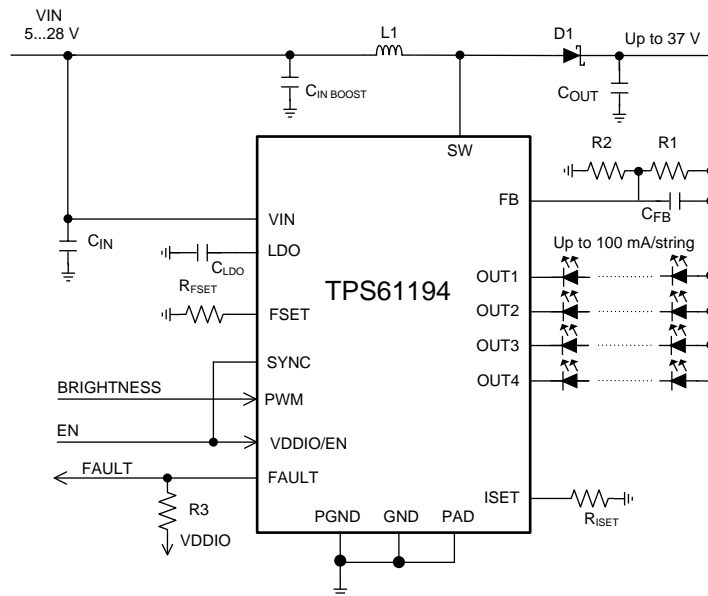 VIN
5...28 V
L1
D1
Up to 37 V
CIN BOOST
COUT
SW
R2
R1
FB
CFB
VIN
CIN
LDO
CLDO
Up to 100 mA/string
RFSET
TPS61194
OUT1
FSET
OUT2
OUT3
SYNC
OUT4
BRIGHTNESS
PWM
EN
VDDIO/EN
FAULT
FAULT
ISET
R3
RISET
PGND
GND
PAD
VDDIO